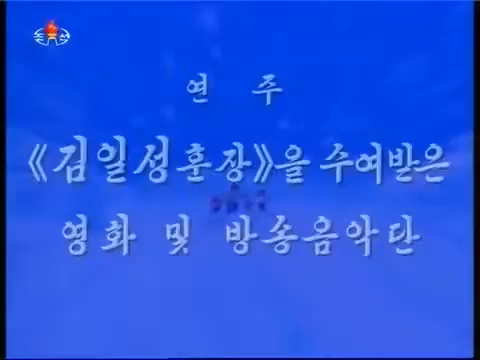 연 주
《김일성훈장》을 수여받은
영화 및 방송음악단